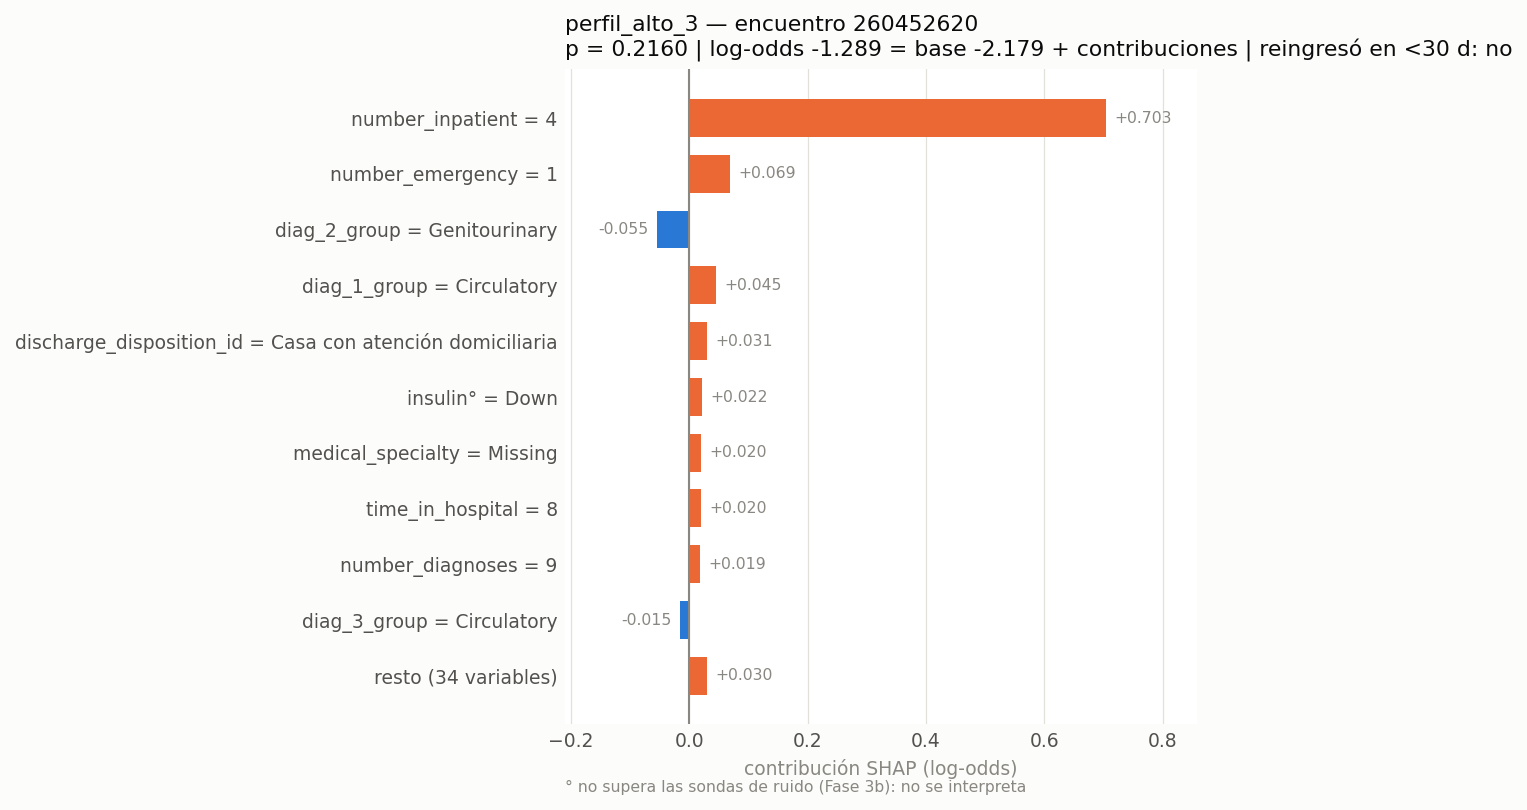 perfil_alto_3 — encuentro 260452620
p = 0.2160 | log-odds -1.289 = base -2.179 + contribuciones | reingresó en <30 d: no
number_inpatient = 4 +0.703
number_emergency = 1 +0.069
diag_2_group = Genitourinary -0.055
diag_1_group = Circulatory +0.045
discharge_disposition_id = Casa con atención domiciliaria +0.031
insulin° = Down +0.022
medical_specialty = Missing +0.020
time_in_hospital = 8 +0.020
number_diagnoses = 9 +0.019
diag_3_group = Circulatory -0.015
resto (34 variables) +0.030
−0.2 0.0 0.2 0.4 0.6 0.8
contribución SHAP (log-odds)
° no supera las sondas de ruido (Fase 3b): no se interpreta